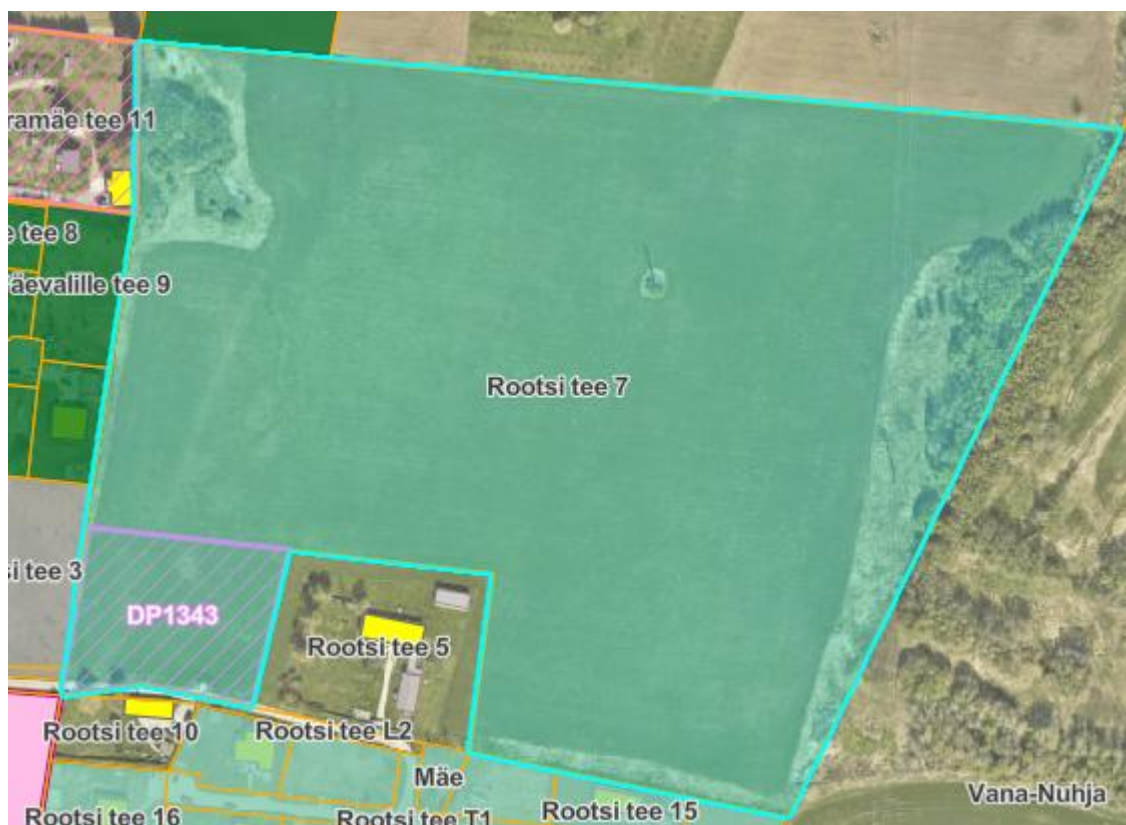 ramäe tee 11
e tee 8
äevalille tee 9
Rootsi tee 7
si tee 3
DP1343
Rootsi tee 5
Rootsi tee 10
Rootsi tee L2
Mäe
Vana-Nuhja
Rootsi tee 16
Rootsi tee T1
Rootsi tee 15